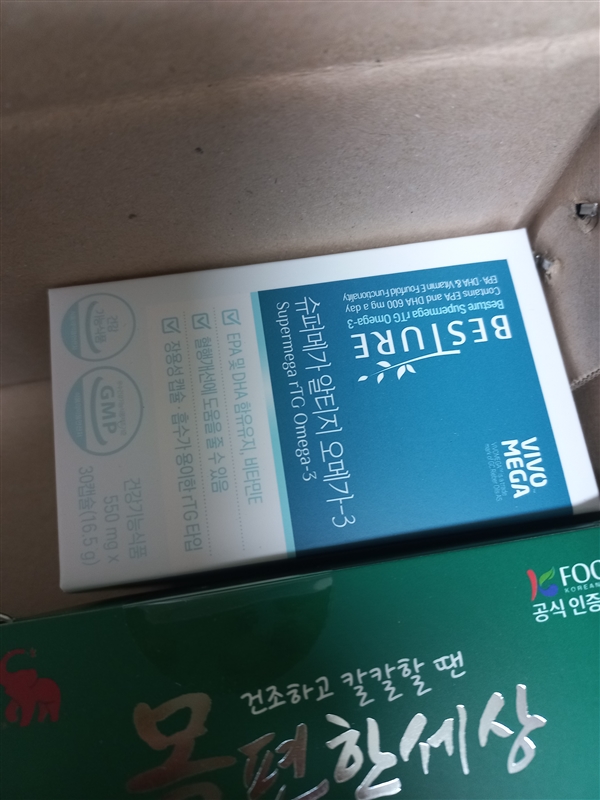 BESTURE
Besture Supermega rTG Omega-3
Contains EPA and DHA 600 mg a day
EPA·DHA & Vitamin E Fourfold Functionality
슈퍼메가 알티지 오메가-3
Supermega rTG Omega-3
VIVO
MEGA
EPA 및 DHA 함유유지, 비타민E
혈행개선에 도움을 줄 수 있음
장용성 캡슐·흡수가 용이한 rTG 타입
GMP
건강기능식품
550 mg x
30캡슐(16.5 g)
FOO
KOREAN
공식 인증
건조하고 칼칼할 땐
목편한세상